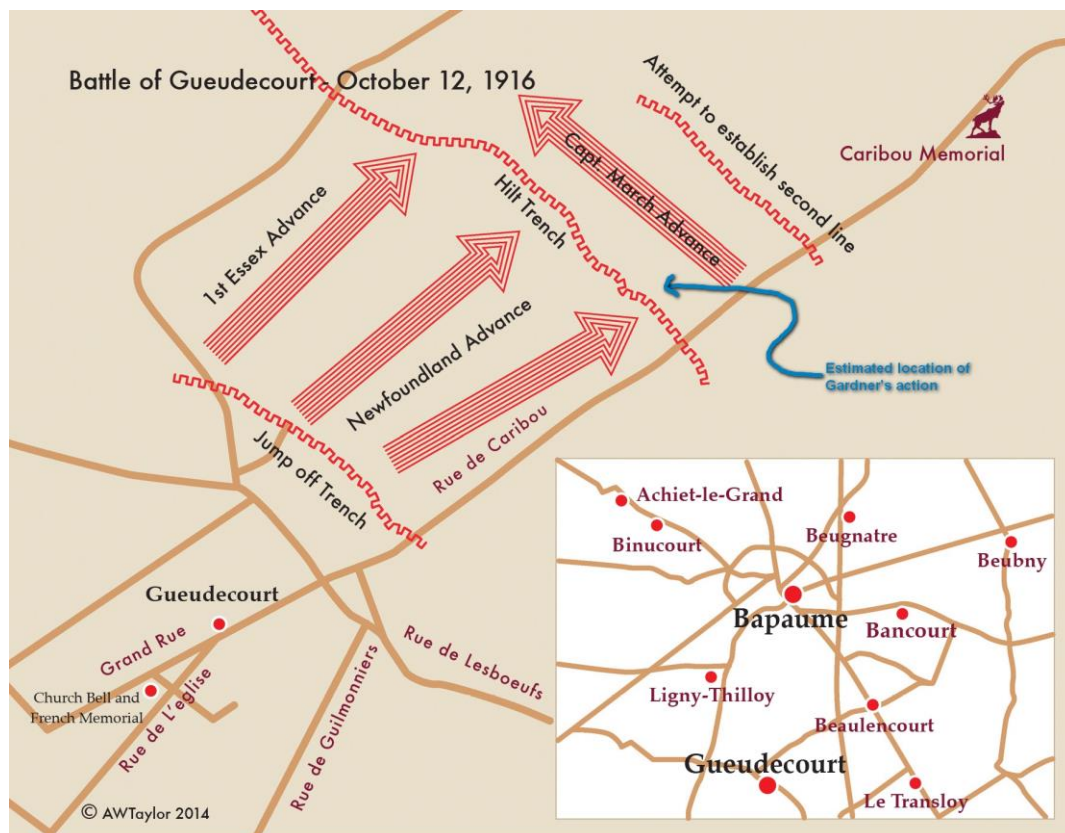 Battle of Gueudecourt - October 12, 1916
Attempt to establish second line
Caribou Memorial
Capt. March Advance
Hilt Trench
1st Essex Advance
Newfoundland Advance
Estimated location of
Gardner's action
Jump off Trench
Rue de Caribou
Gueudecourt
Grand Rue
Church Bell and
French Memorial
Rue de L'eglise
Rue de Guilmonniers
Rue de Lesboeufs
© AWTaylor 2014
Achiet-le-Grand
Binucourt
Beugnatre
Beubny
Bapaume
Bancourt
Ligny-Thilloy
Beaulencourt
Gueudecourt
Le Transloy